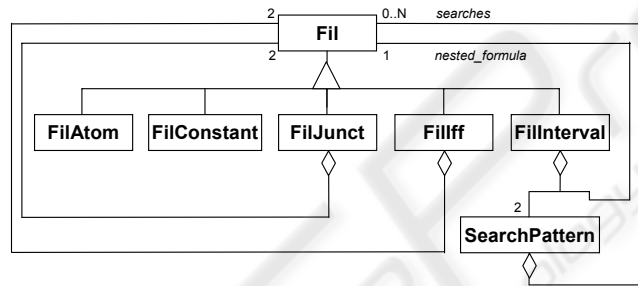 2
0..N
searches
Fil
2
1
nested_formula
FilAtom
FilConstant
FilJunct
FilIff
FilInterval
2
SearchPattern